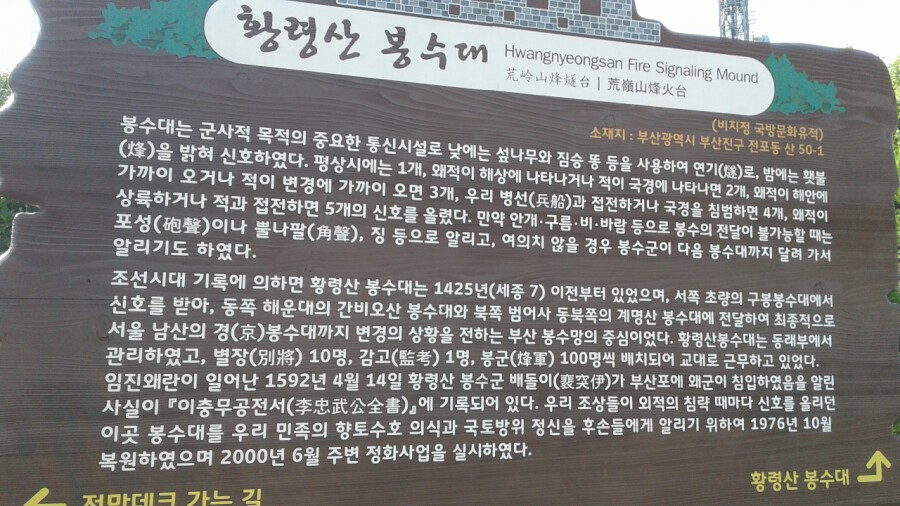 황령산 봉수대 Hwangnyeongsan Fire Signaling Mound
荒岭山烽燧台 | 荒嶺山烽火台
(비지정 국방문화유적)
소재지 : 부산광역시 부산진구 전포동 산 50-1
봉수대는 군사적 목적의 중요한 통신시설로 낮에는 섶나무와 짐승 똥 등을 사용하여 연기(燧)로, 밤에는 횃불
(烽)을 밝혀 신호하였다. 평상시에는 1개, 왜적이 해상에 나타나거나 적이 국경에 나타나면 2개, 왜적이 해안에
가까이 오거나 적이 변경에 가까이 오면 3개, 우리 병선(兵船)과 접전하거나 국경을 침범하면 4개, 왜적이
상륙하거나 적과 접전하면 5개의 신호를 올렸다. 만약 안개·구름·비·바람 등으로 봉수의 전달이 불가능할 때는
포성(砲聲)이나 뿔나팔(角聲), 징 등으로 알리고, 여의치 않을 경우 봉수군이 다음 봉수대까지 달려 가서
알리기도 하였다.
조선시대 기록에 의하면 황령산 봉수대는 1425년(세종 7) 이전부터 있었으며, 서쪽 초량의 구봉봉수대에서
신호를 받아, 동쪽 해운대의 간비오산 봉수대와 북쪽 범어사 동북쪽의 계명산 봉수대에 전달하여 최종적으로
서울 남산의 경(京)봉수대까지 변경의 상황을 전하는 부산 봉수망의 중심이었다. 황령산봉수대는 동래부에서
관리하였고, 별장(別將) 10명, 감고(監考) 1명, 봉군(烽軍) 100명씩 배치되어 교대로 근무하고 있었다.
임진왜란이 일어난 1592년 4월 14일 황령산 봉수군 배돌이(裵突伊)가 부산포에 왜군이 침입하였음을 알린
사실이 『이충무공전서(李忠武公全書)』에 기록되어 있다. 우리 조상들이 외적의 침략 때마다 신호를 올리던
이곳 봉수대를 우리 민족의 향토수호 의식과 국토방위 정신을 후손들에게 알리기 위하여 1976년 10월
복원하였으며 2000년 6월 주변 정화사업을 실시하였다.
황령산 봉수대
전망데크 가는 길